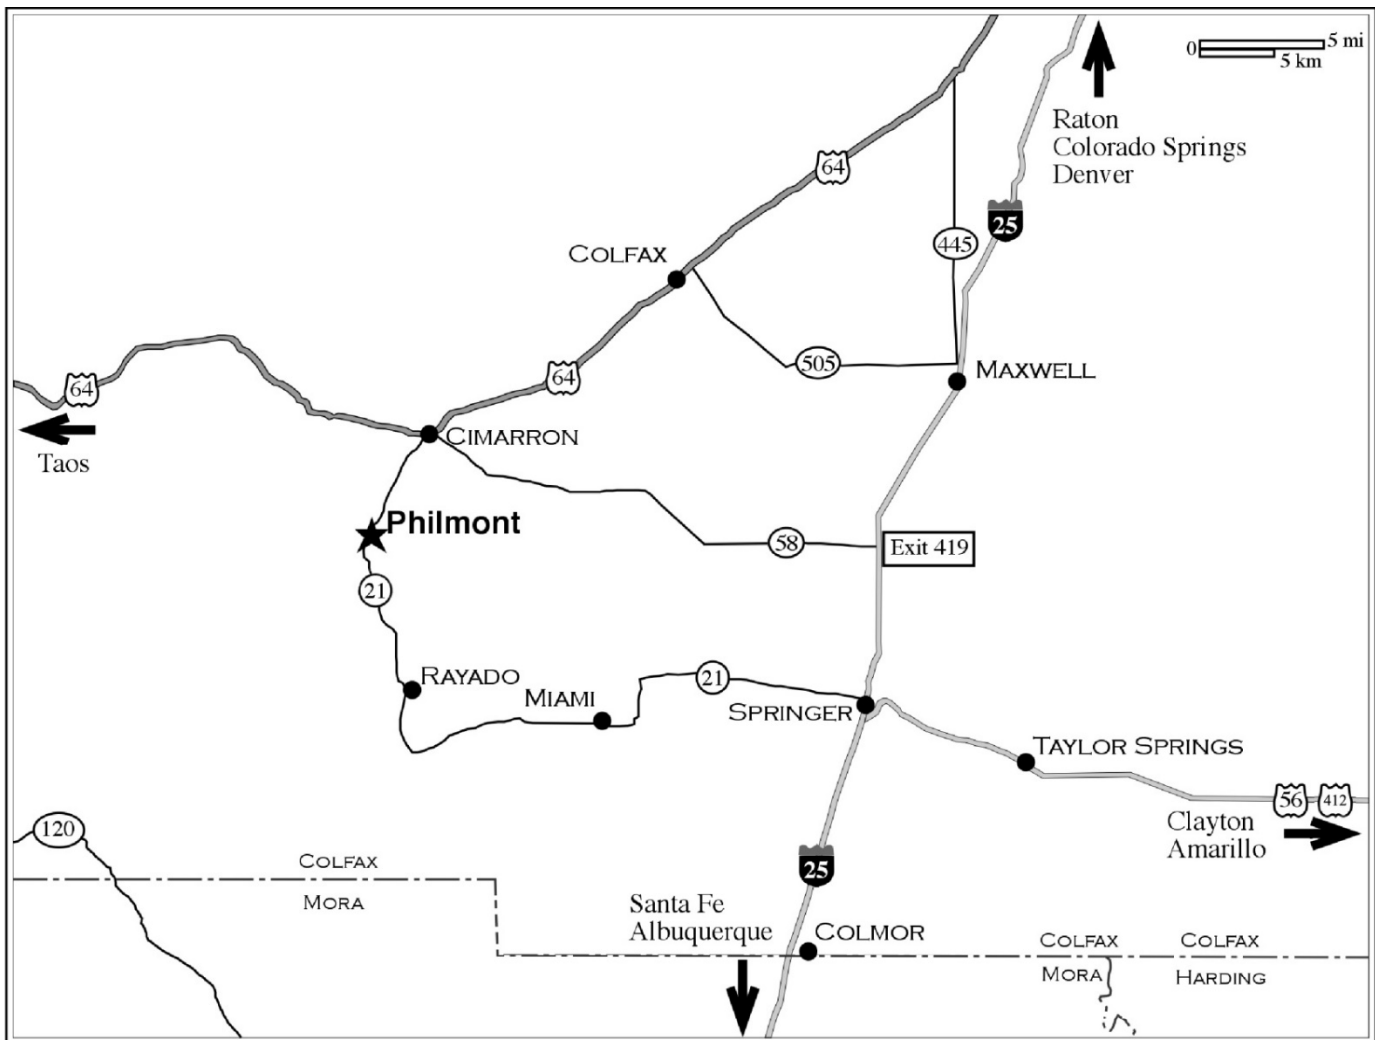 0
5 mi
5 km
Raton
Colorado Springs
Denver
64
25
445
COLFAX
505
64
MAXWELL
64
Taos
CIMARRON
Philmont
58
Exit 419
21
RAYADO
MIAMI
21
SPRINGER
TAYLOR SPRINGS
56
412
Clayton
Amarillo
120
COLFAX
MORA
25
Santa Fe
Albuquerque
COLMOR
COLFAX
MORA
COLFAX
HARDING